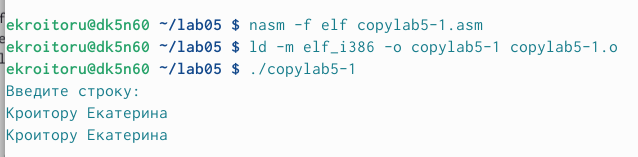 ekroitoru@dk5n60 ~/lab05 $ nasm -f elf copylab5-1.asm
ekroitoru@dk5n60 ~/lab05 $ ld -m elf_i386 -o copylab5-1 copylab5-1.o
ekroitoru@dk5n60 ~/lab05 $ ./copylab5-1
Введите строку:
Кроитору Екатерина
Кроитору Екатерина